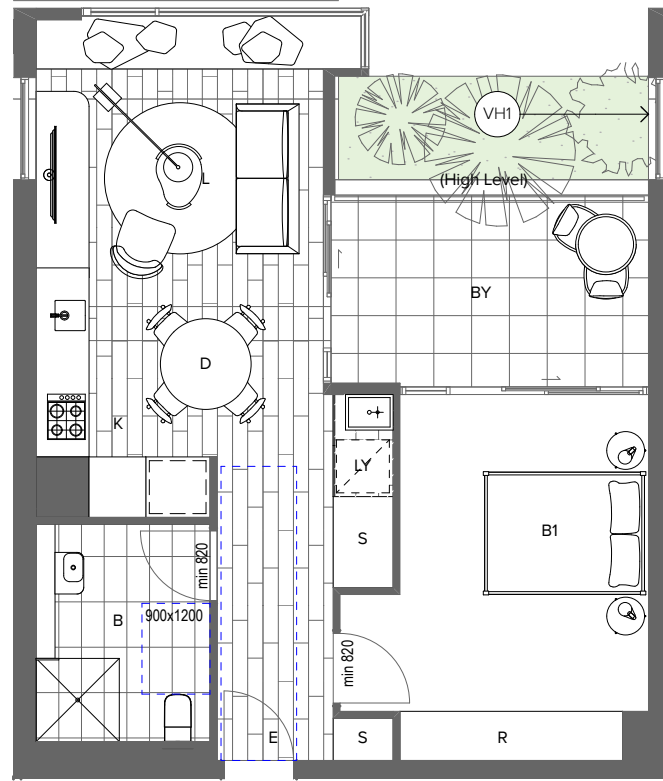 VH1
(High Level)
L
BY
D
K
LY
S
B1
min 820
B
900x1200
min 820
E
S
R